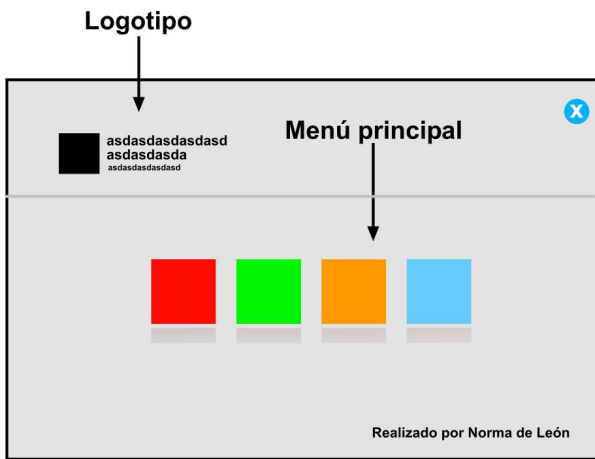 Logotipo
X
asdasdasdasdasd
asdasdasda
asdasdasdasdasd
Menú principal
Realizado por Norma de León